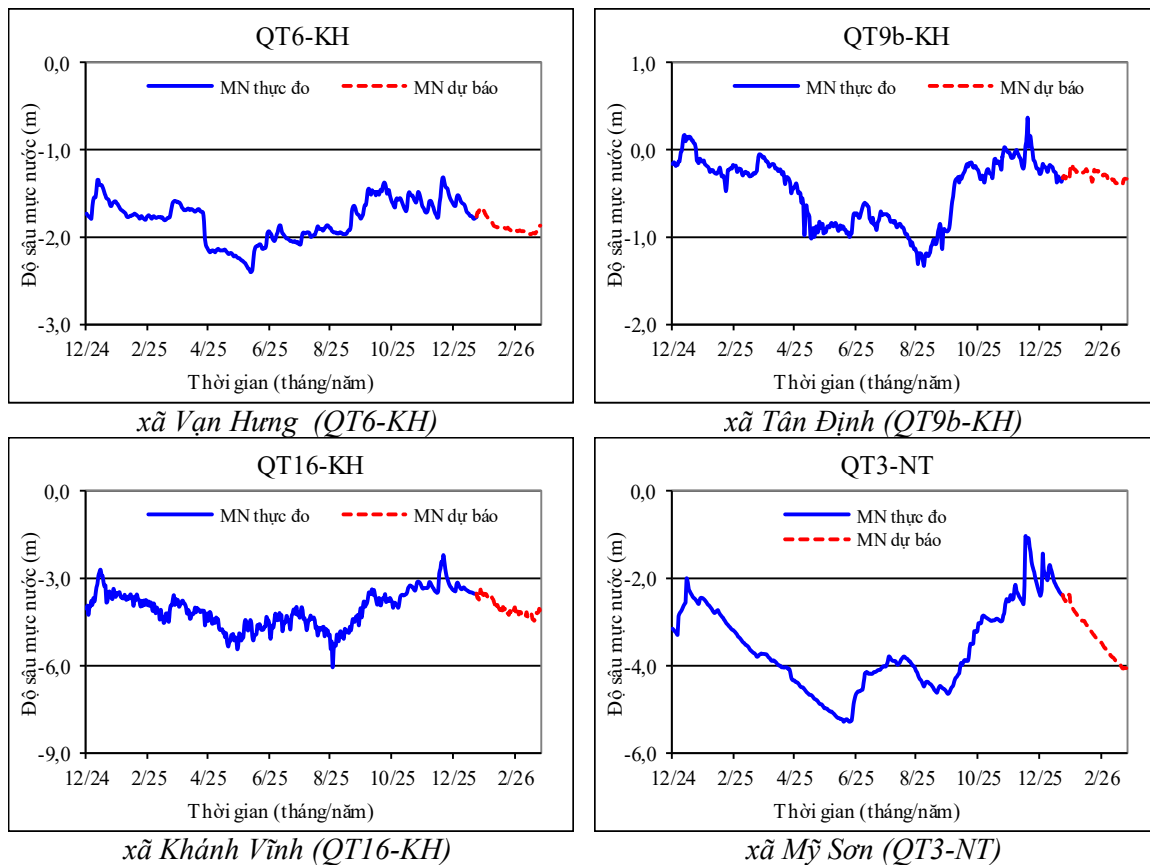 QT6-KH
MN thực đo
MN dự báo
Độ sâu mực nước (m)
0,0
-1,0
-2,0
-3,0
12/24 2/25 4/25 6/25 8/25 10/25 12/25 2/26
Thời gian (tháng/năm)
xã Vạn Hưng (QT6-KH)
QT9b-KH
MN thực đo
MN dự báo
Độ sâu mực nước (m)
1,0
0,0
-1,0
-2,0
12/24 2/25 4/25 6/25 8/25 10/25 12/25 2/26
Thời gian (tháng/năm)
xã Tân Định (QT9b-KH)
QT16-KH
MN thực đo
MN dự báo
Độ sâu mực nước (m)
0,0
-3,0
-6,0
-9,0
12/24 2/25 4/25 6/25 8/25 10/25 12/25 2/26
Thời gian (tháng/năm)
xã Khánh Vĩnh (QT16-KH)
QT3-NT
MN thực đo
MN dự báo
Độ sâu mực nước (m)
0,0
-2,0
-4,0
-6,0
12/24 2/25 4/25 6/25 8/25 10/25 12/25 2/26
Thời gian (tháng/năm)
xã Mỹ Sơn (QT3-NT)